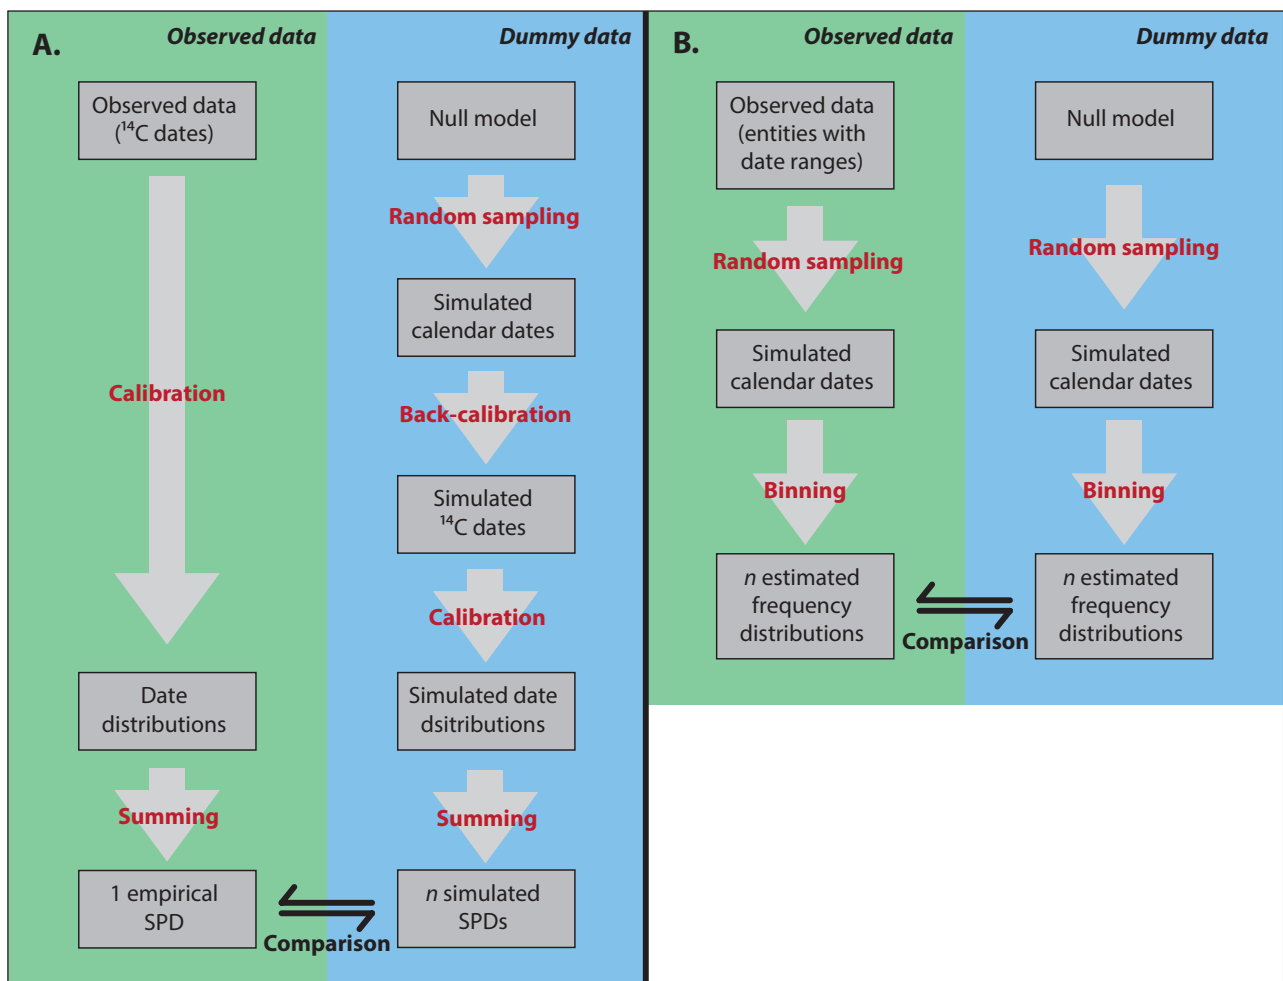 A.
Observed data
Dummy data
Observed data
(¹⁴C dates)
Calibration
Date
distributions
Summing
1 empirical
SPD
Null model
Random sampling
Simulated
calendar dates
Back-calibration
Simulated
¹⁴C dates
Calibration
Simulated date
dsitributions
Summing
n simulated
SPDs
Comparison
B.
Observed data
Dummy data
Observed data
(entities with
date ranges)
Random sampling
Simulated
calendar dates
Binning
n estimated
frequency
distributions
Null model
Random sampling
Simulated
calendar dates
Binning
n estimated
frequency
distributions
Comparison